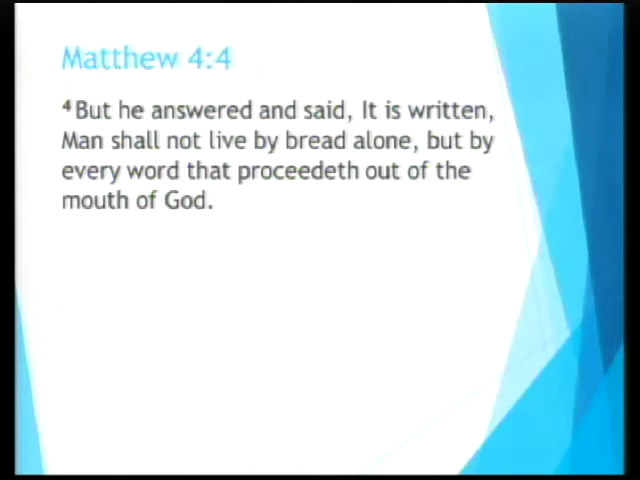 Matthew 4:4
4 But he answered and said, It is written,
Man shall not live by bread alone, but by
every word that proceedeth out of the
mouth of God.